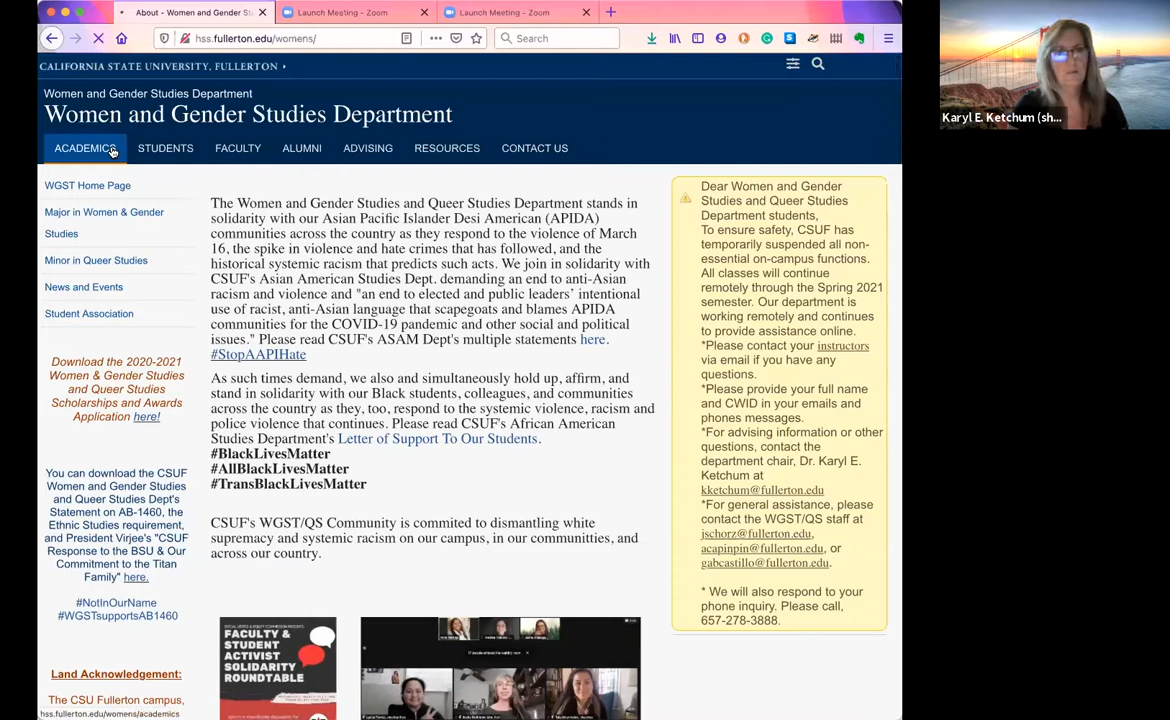 About - Women and Gender St
Launch Meeting - Zoom
Launch Meeting - Zoom
hss.fullerton.edu/womens/
Search
CALIFORNIA STATE UNIVERSITY, FULLERTON
Women and Gender Studies Department
Women and Gender Studies Department
ACADEMICS STUDENTS FACULTY ALUMNI ADVISING RESOURCES CONTACT US
WGST Home Page
Major in Women & Gender
Studies
Minor in Queer Studies
News and Events
Student Association
Download the 2020-2021
Women & Gender Studies
and Queer Studies
Scholarships and Awards
Application here!
You can download the CSUF
Women and Gender Studies
and Queer Studies Dept's
Statement on AB-1460, the
Ethnic Studies requirement,
and President Virjee's "CSUF
Response to the BSU & Our
Commitment to the Titan
Family" here.
#NotInOurName
#WGSTsupportsAB1460
Land Acknowledgement:
The CSU Fullerton campus,
hss.fullerton.edu/womens/academics
The Women and Gender Studies and Queer Studies Department stands in
solidarity with our Asian Pacific Islander Desi American (APIDA)
communities across the country as they respond to the violence of March
16, the spike in violence and hate crimes that has followed, and the
historical systemic racism that predicts such acts. We join in solidarity with
CSUF's Asian American Studies Dept. demanding an end to anti-Asian
racism and violence and "an end to elected and public leaders' intentional
use of racist, anti-Asian language that scapegoats and blames APIDA
communities for the COVID-19 pandemic and other social and political
issues." Please read CSUF's ASAM Dept's multiple statements here.
#StopAAPIHate
As such times demand, we also and simultaneously hold up, affirm, and
stand in solidarity with our Black students, colleagues, and communities
across the country as they, too, respond to the systemic violence, racism and
police violence that continues. Please read CSUF's African American
Studies Department's Letter of Support To Our Students.
#BlackLivesMatter
#AllBlackLivesMatter
#TransBlackLivesMatter
CSUF's WGST/QS Community is commited to dismantling white
supremacy and systemic racism on our campus, in our communities, and
across our country.
FACULTY &
STUDENT
ACTIVIST
SOLIDARITY
ROUNDTABLE
Dear Women and Gender
Studies and Queer Studies
Department students,
To ensure safety, CSUF has
temporarily suspended all non-
essential on-campus functions.
All classes will continue
remotely through the Spring 2021
semester. Our department is
working remotely and continues
to provide assistance online.
*Please contact your instructors
via email if you have any
questions.
*Please provide your full name
and CWID in your emails and
phones messages.
*For advising information or other
questions, contact the
department chair, Dr. Karyl E.
Ketchum at
kketchum@fullerton.edu
*For general assistance, please
contact the WGST/QS staff at
jschorz@fullerton.edu,
acapinpin@fullerton.edu, or
gabcastillo@fullerton.edu.
* We will also respond to your
phone inquiry. Please call,
657-278-3888.
Karyl E. Ketchum (sh...